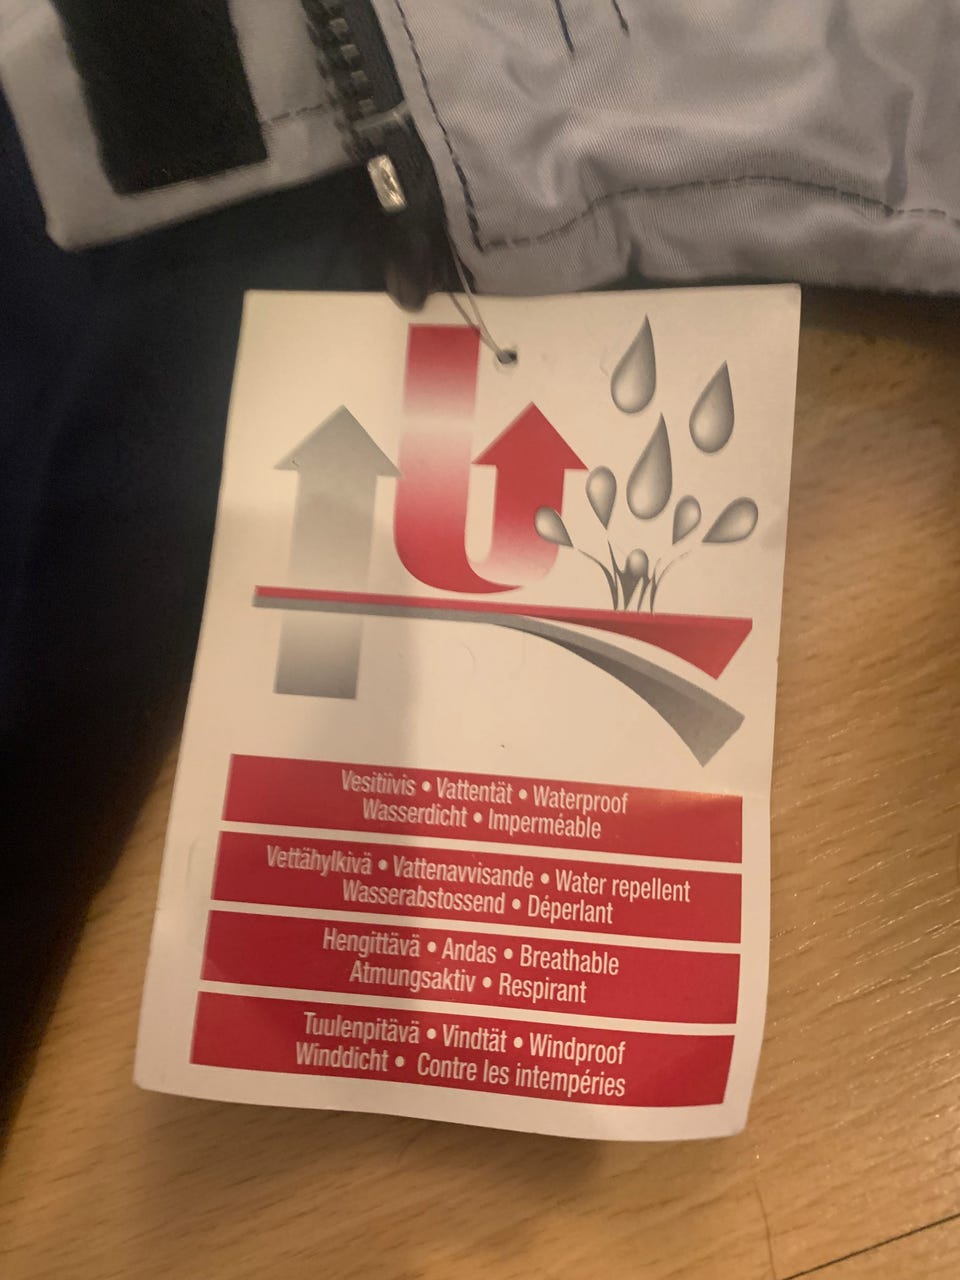 Vesitiivis • Vattentät • Waterproof
Wasserdicht • Imperméable
Vettähylkivä • Vattenavvisande • Water repellent
Wasserabstossend • Déperlant
Hengittävä • Andas • Breathable
Atmungsaktiv • Respirant
Tuulenpitävä • Vindtät • Windproof
Winddicht • Contre les intempéries